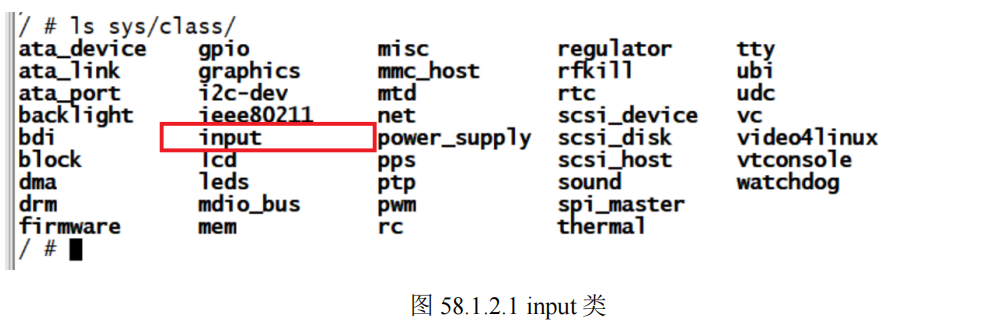 / # ls sys/class/
ata_device gpio misc regulator tty
ata_link graphics mmc_host rfkill ubi
ata_port i2c-dev mtd rtc udc
backlight ieee80211 net scsi_device vc
bdi input power_supply scsi_disk video4linux
block lcd pps scsi_host vtconsole
dma leds ptp sound watchdog
drm mdio_bus pwm spi_master
firmware mem rc thermal
/ #
图 58.1.2.1 input 类